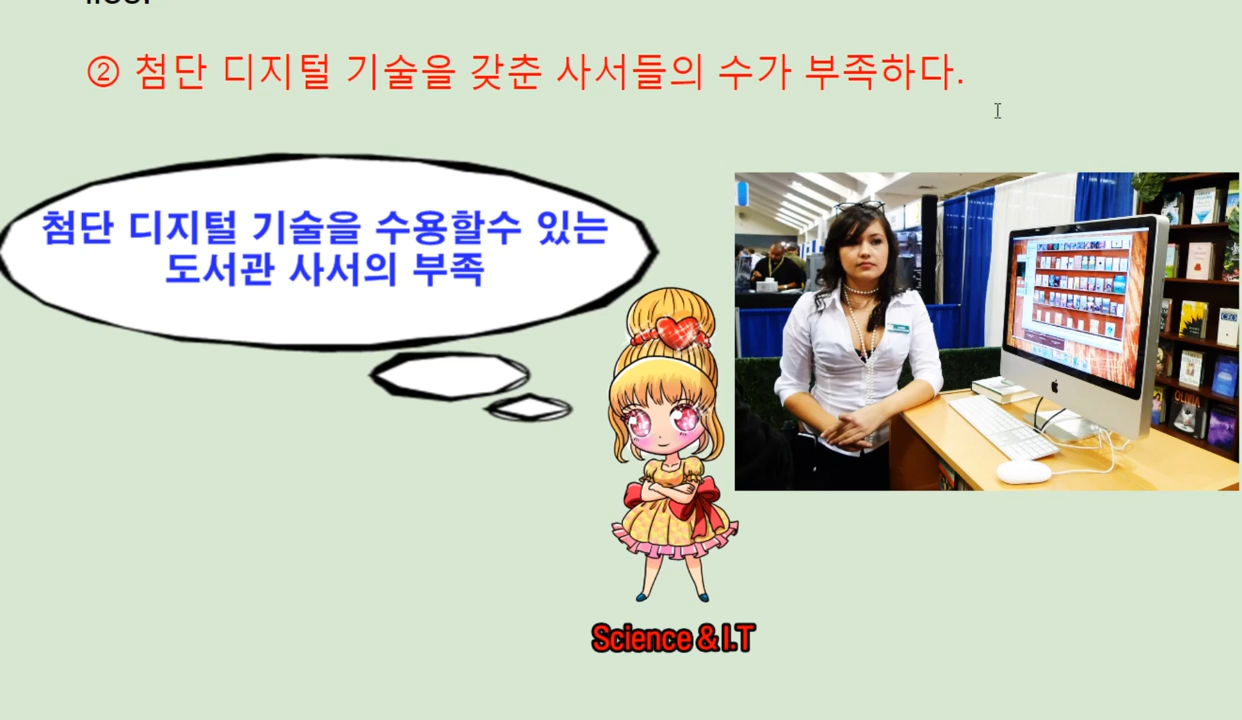 ② 첨단 디지털 기술을 갖춘 사서들의 수가 부족하다.
첨단 디지털 기술을 수용할수 있는
도서관 사서의 부족
Science & I.T